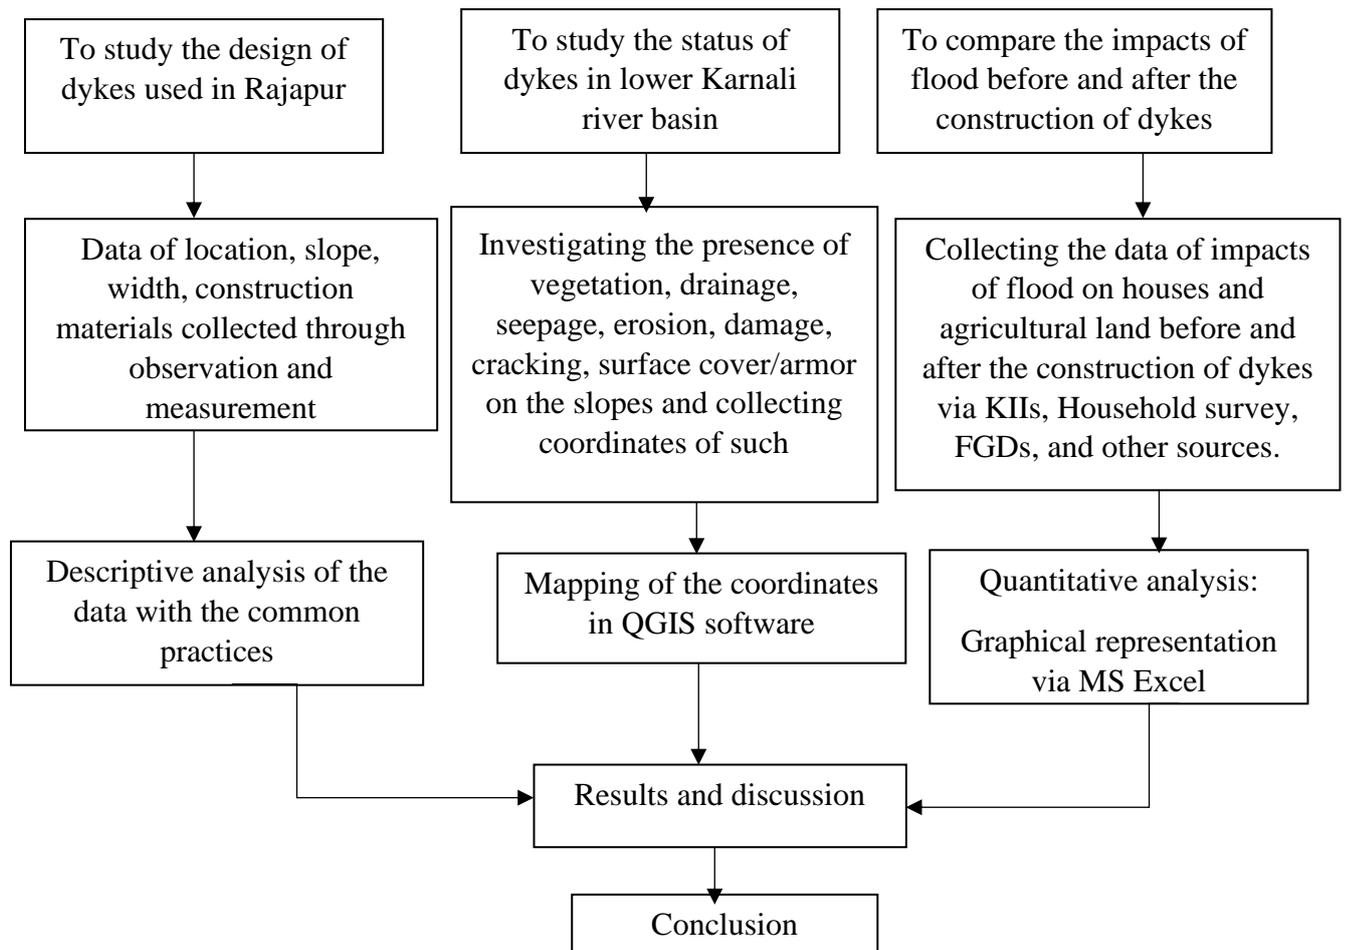 To study the design of
dykes used in Rajapur
To study the status of
dykes in lower Karnali
river basin
To compare the impacts of
flood before and after the
construction of dykes
Data of location, slope,
width, construction
materials collected through
observation and
measurement
Investigating the presence of
vegetation, drainage,
seepage, erosion, damage,
cracking, surface cover/armor
on the slopes and collecting
coordinates of such
Collecting the data of impacts
of flood on houses and
agricultural land before and
after the construction of dykes
via KIIs, Household survey,
FGDs, and other sources.
Descriptive analysis of the
data with the common
practices
Mapping of the coordinates
in QGIS software
Quantitative analysis:
Graphical representation
via MS Excel
Results and discussion
Conclusion